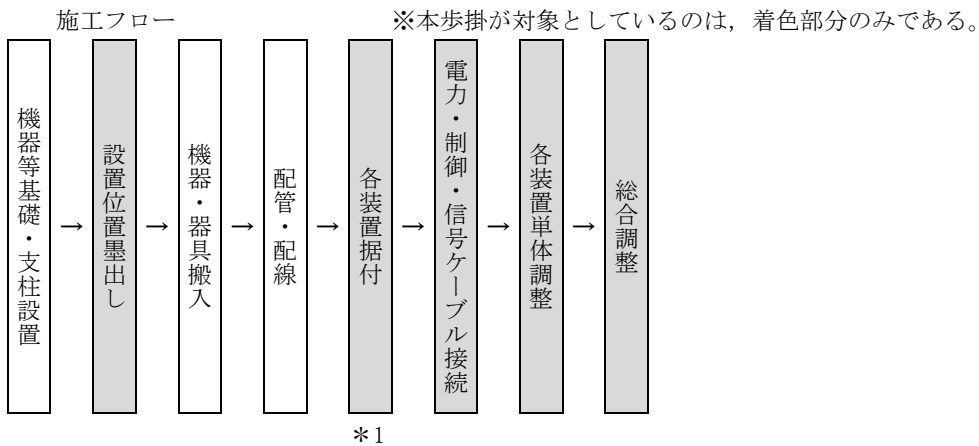 施工フロー
※本歩掛が対象としているのは，着色部分のみである。
機器等基礎・支柱設置
→
設置位置墨出し
→
機器・器具搬入
→
配管・配線
→
各装置据付
→
電力・制御・信号ケーブル接続
→
各装置単体調整
→
総合調整
＊1